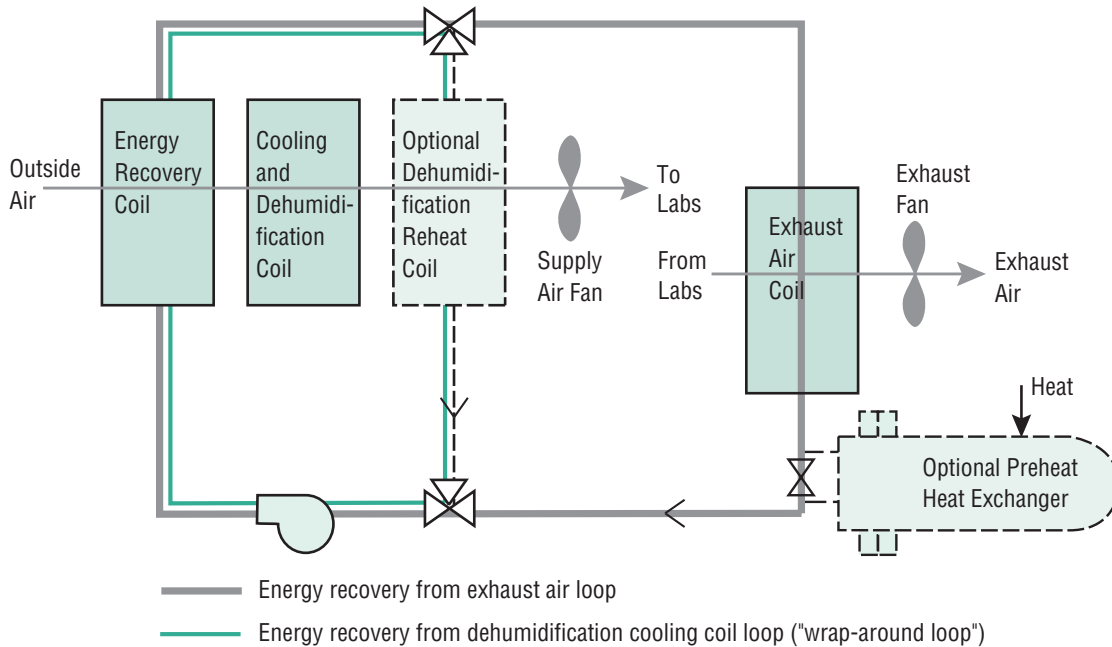 Energy
Recovery
Coil
Cooling
and
Dehumidi-
fication
Coil
Optional
Dehumidi-
fication
Reheat
Coil
Outside
Air
Supply
Air Fan
To
Labs
From
Labs
Exhaust
Air
Coil
Exhaust
Fan
Exhaust
Air
Heat
Optional Preheat
Heat Exchanger
Energy recovery from exhaust air loop
Energy recovery from dehumidification cooling coil loop ("wrap-around loop")